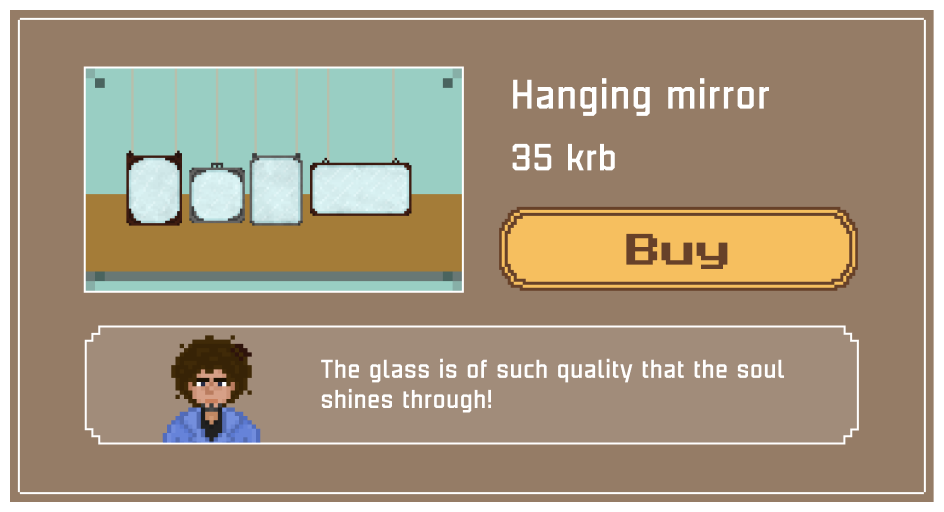 Hanging mirror
35 krb
Buy
The glass is of such quality that the soul
shines through!